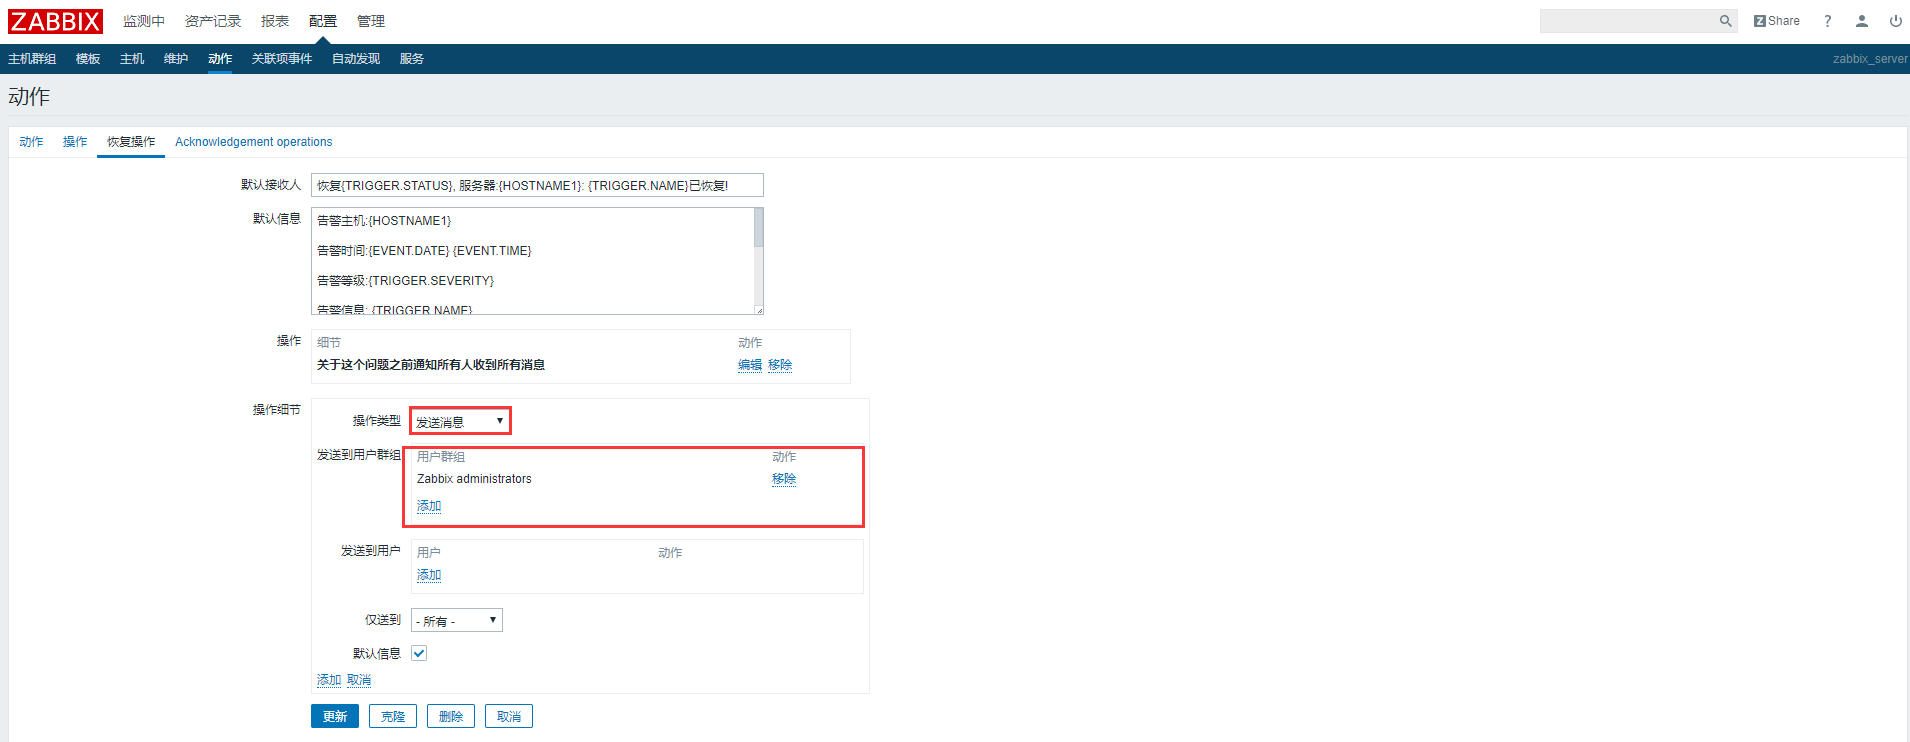 ZABBIX 监测中 资产记录 报表 配置 管理 Share ?
主机群组 模板 主机 维护 动作 关联项事件 自动发现 服务 zabbix_server
动作
动作 操作 恢复操作 Acknowledgement operations
默认接收人 恢复{TRIGGER.STATUS}, 服务器:{HOSTNAME1}: {TRIGGER.NAME}已恢复!
默认信息 告警主机:{HOSTNAME1}
告警时间:{EVENT.DATE} {EVENT.TIME}
告警等级:{TRIGGER.SEVERITY}
告警信息: {TRIGGER.NAME}
操作 细节 动作
关于这个问题之前通知所有人收到所有消息 编辑 移除
操作细节
操作类型 发送消息
发送到用户群组 用户群组 动作
Zabbix administrators 移除
添加
发送到用户 用户 动作
添加
仅送到 - 所有 -
默认信息
添加 取消
更新 克隆 删除 取消